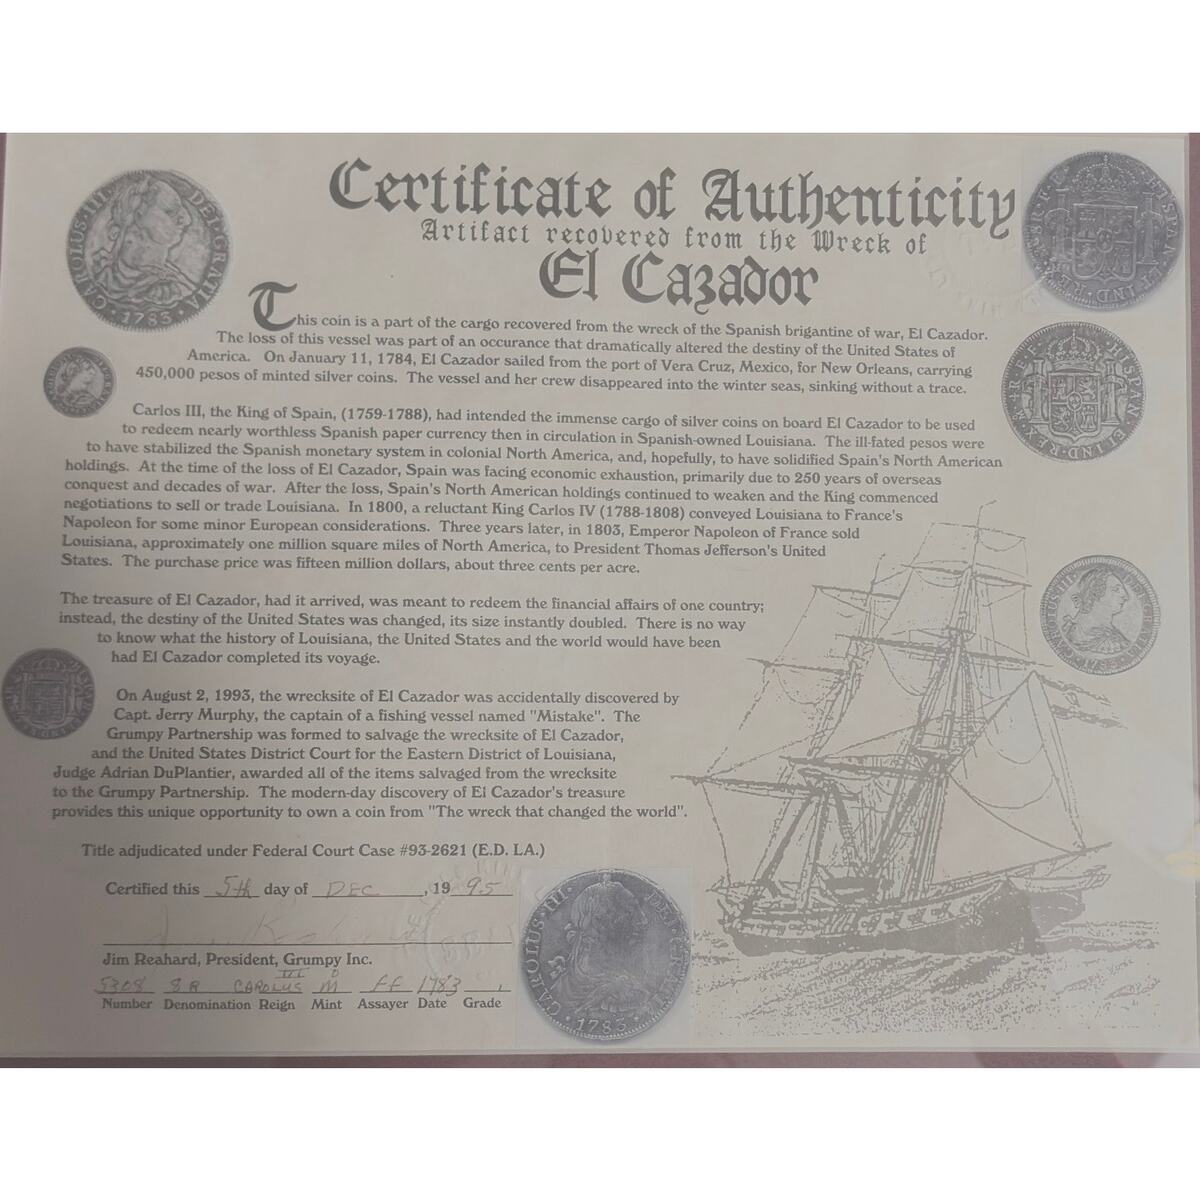 Certificate of Authenticity
Artifact recovered from the Wreck of
El Cazador
This coin is a part of the cargo recovered from the wreck of the Spanish brigantine of war, El Cazador.
The loss of this vessel was part of an occurance that dramatically altered the destiny of the United States of
America. On January 11, 1784, El Cazador sailed from the port of Vera Cruz, Mexico, for New Orleans, carrying
450,000 pesos of minted silver coins. The vessel and her crew disappeared into the winter seas, sinking without a trace.
Carlos III, the King of Spain, (1759-1788), had intended the immense cargo of silver coins on board El Cazador to be used
to redeem nearly worthless Spanish paper currency then in circulation in Spanish-owned Louisiana. The ill-fated pesos were
to have stabilized the Spanish monetary system in colonial North America, and, hopefully, to have solidified Spain's North American
holdings. At the time of the loss of El Cazador, Spain was facing economic exhaustion, primarily due to 250 years of overseas
conquest and decades of war. After the loss, Spain's North American holdings continued to weaken and the King commenced
negotiations to sell or trade Louisiana. In 1800, a reluctant King Carlos IV (1788-1808) conveyed Louisiana to France's
Napoleon for some minor European considerations. Three years later, in 1803, Emperor Napoleon of France sold
Louisiana, approximately one million square miles of North America, to President Thomas Jefferson's United
States. The purchase price was fifteen million dollars, about three cents per acre.
The treasure of El Cazador, had it arrived, was meant to redeem the financial affairs of one country;
instead, the destiny of the United States was changed, its size instantly doubled. There is no way
to know what the history of Louisiana, the United States and the world would have been
had El Cazador completed its voyage.
On August 2, 1993, the wrecksite of El Cazador was accidentally discovered by
Capt. Jerry Murphy, the captain of a fishing vessel named "Mistake". The
Grumpy Partnership was formed to salvage the wrecksite of El Cazador,
and the United States District Court for the Eastern District of Louisiana,
Judge Adrian DuPlantier, awarded all of the items salvaged from the wrecksite
to the Grumpy Partnership. The modern-day discovery of El Cazador's treasure
provides this unique opportunity to own a coin from "The wreck that changed the world".
Title adjudicated under Federal Court Case #93-2621 (E.D. LA.)
Certified this 5th day of DEC, 1995
Jim Reahard, President, Grumpy Inc.
5308 8R CAROLUS III M FF 1783
Number Denomination Reign Mint Assayer Date Grade
CAROLUS·III· DEI·GRATIA·
·1783·
CAROLUS·III· DEI·GRATIA·
·1783·